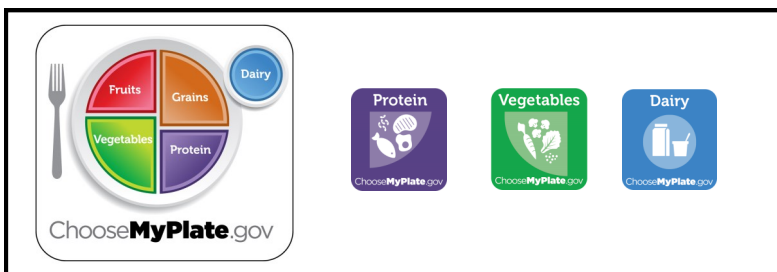 Fruits
Grains
Dairy
Vegetables
Protein
ChooseMyPlate.gov
Protein
ChooseMyPlate.gov
Vegetables
ChooseMyPlate.gov
Dairy
ChooseMyPlate.gov